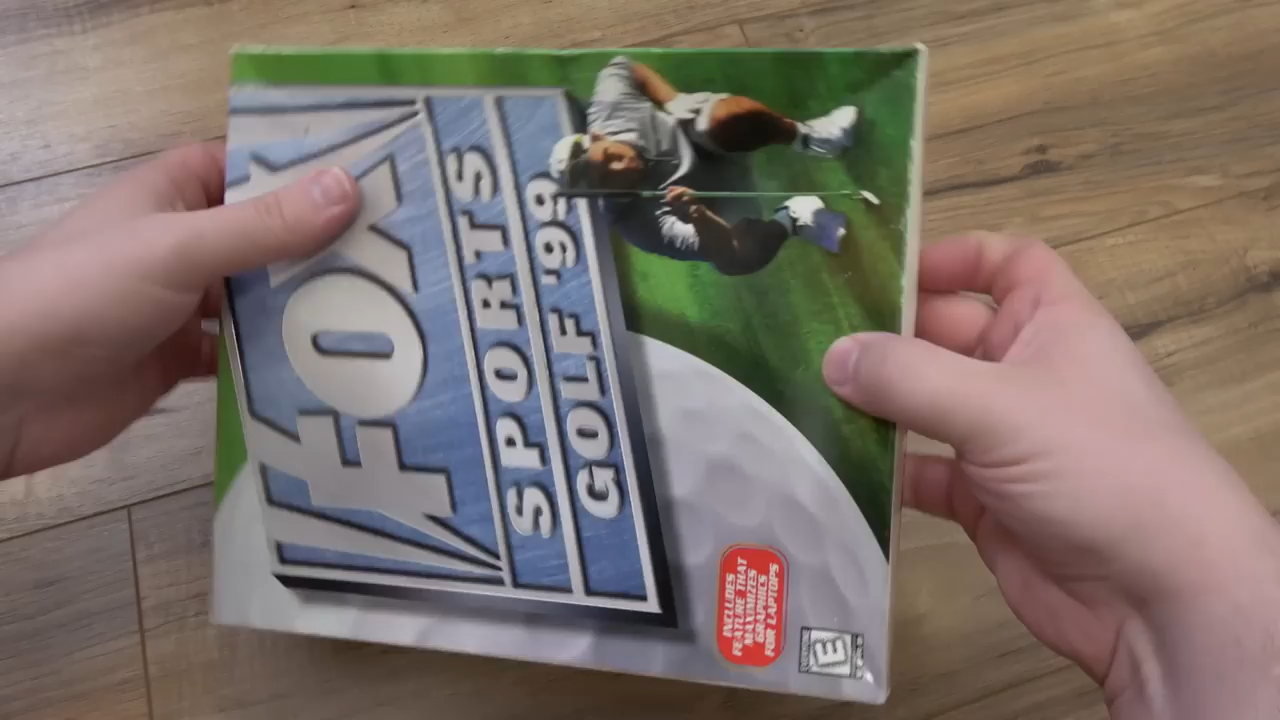 FOX
SPORTS
GOLF '99
INCLUDES
FEATURE THAT
MAXIMIZES
GRAPHICS
FOR LAPTOPS
E